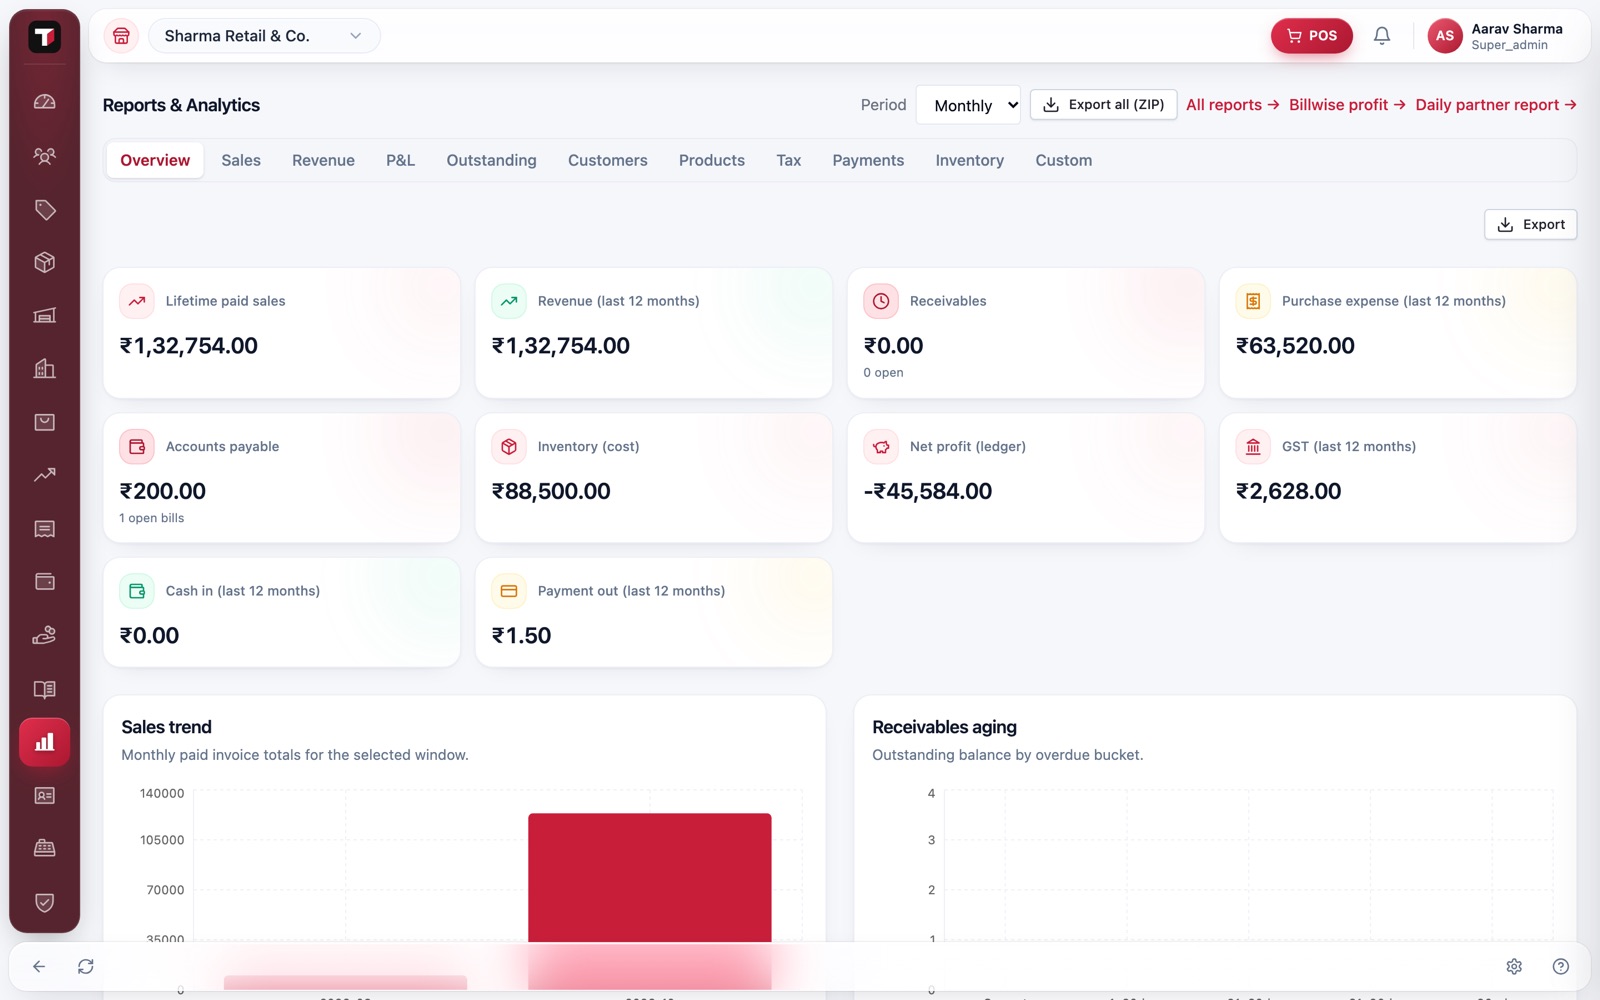 Sharma Retail & Co.
POS
AS
Aarav Sharma
Super_admin
Reports & Analytics
Period
Monthly
Export all (ZIP)
All reports →
Billwise profit →
Daily partner report →
Overview
Sales
Revenue
P&L
Outstanding
Customers
Products
Tax
Payments
Inventory
Custom
Export
Lifetime paid sales
₹1,32,754.00
Revenue (last 12 months)
₹1,32,754.00
Receivables
₹0.00
0 open
Purchase expense (last 12 months)
₹63,520.00
Accounts payable
₹200.00
1 open bills
Inventory (cost)
₹88,500.00
Net profit (ledger)
-₹45,584.00
GST (last 12 months)
₹2,628.00
Cash in (last 12 months)
₹0.00
Payment out (last 12 months)
₹1.50
Sales trend
Monthly paid invoice totals for the selected window.
140000
105000
70000
35000
0
Receivables aging
Outstanding balance by overdue bucket.
4
3
2
1
0